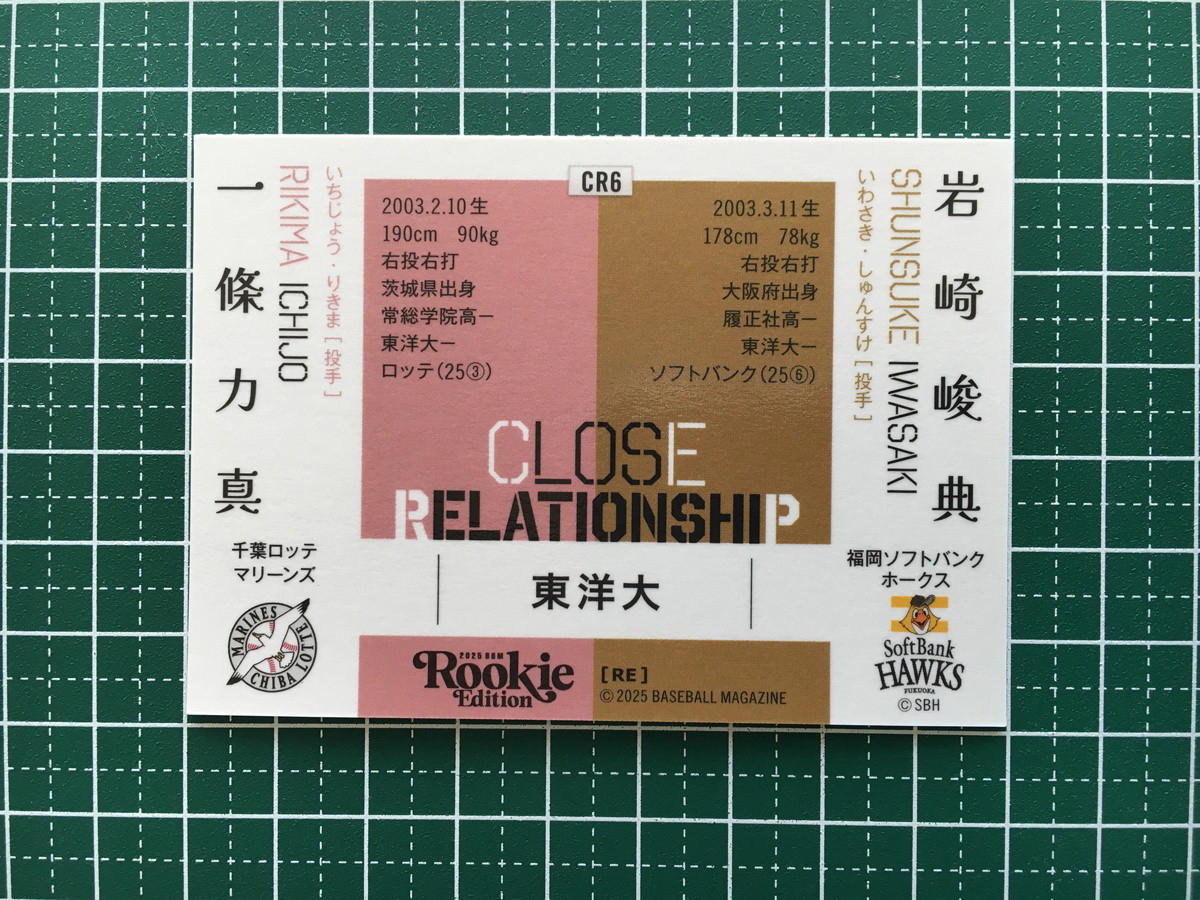 CR6
一條力真
RIKIMA ICHIJO
いちじょう・りきま［投手］
千葉ロッテ
マリーンズ
MARINES
CHIBA LOTTE
2003.2.10生
190cm 90kg
右投右打
茨城県出身
常総学院高ー
東洋大ー
ロッテ（25③）
2003.3.11生
178cm 78kg
右投右打
大阪府出身
履正社高ー
東洋大ー
ソフトバンク（25⑥）
岩崎峻典
SHUNSUKE IWASAKI
いわさき・しゅんすけ［投手］
福岡ソフトバンク
ホークス
SoftBank
HAWKS
FUKUOKA
© SBH
CLOSE
RELATIONSHIP
東洋大
2025 BBM
Rookie
Edition
[RE]
© 2025 BASEBALL MAGAZINE